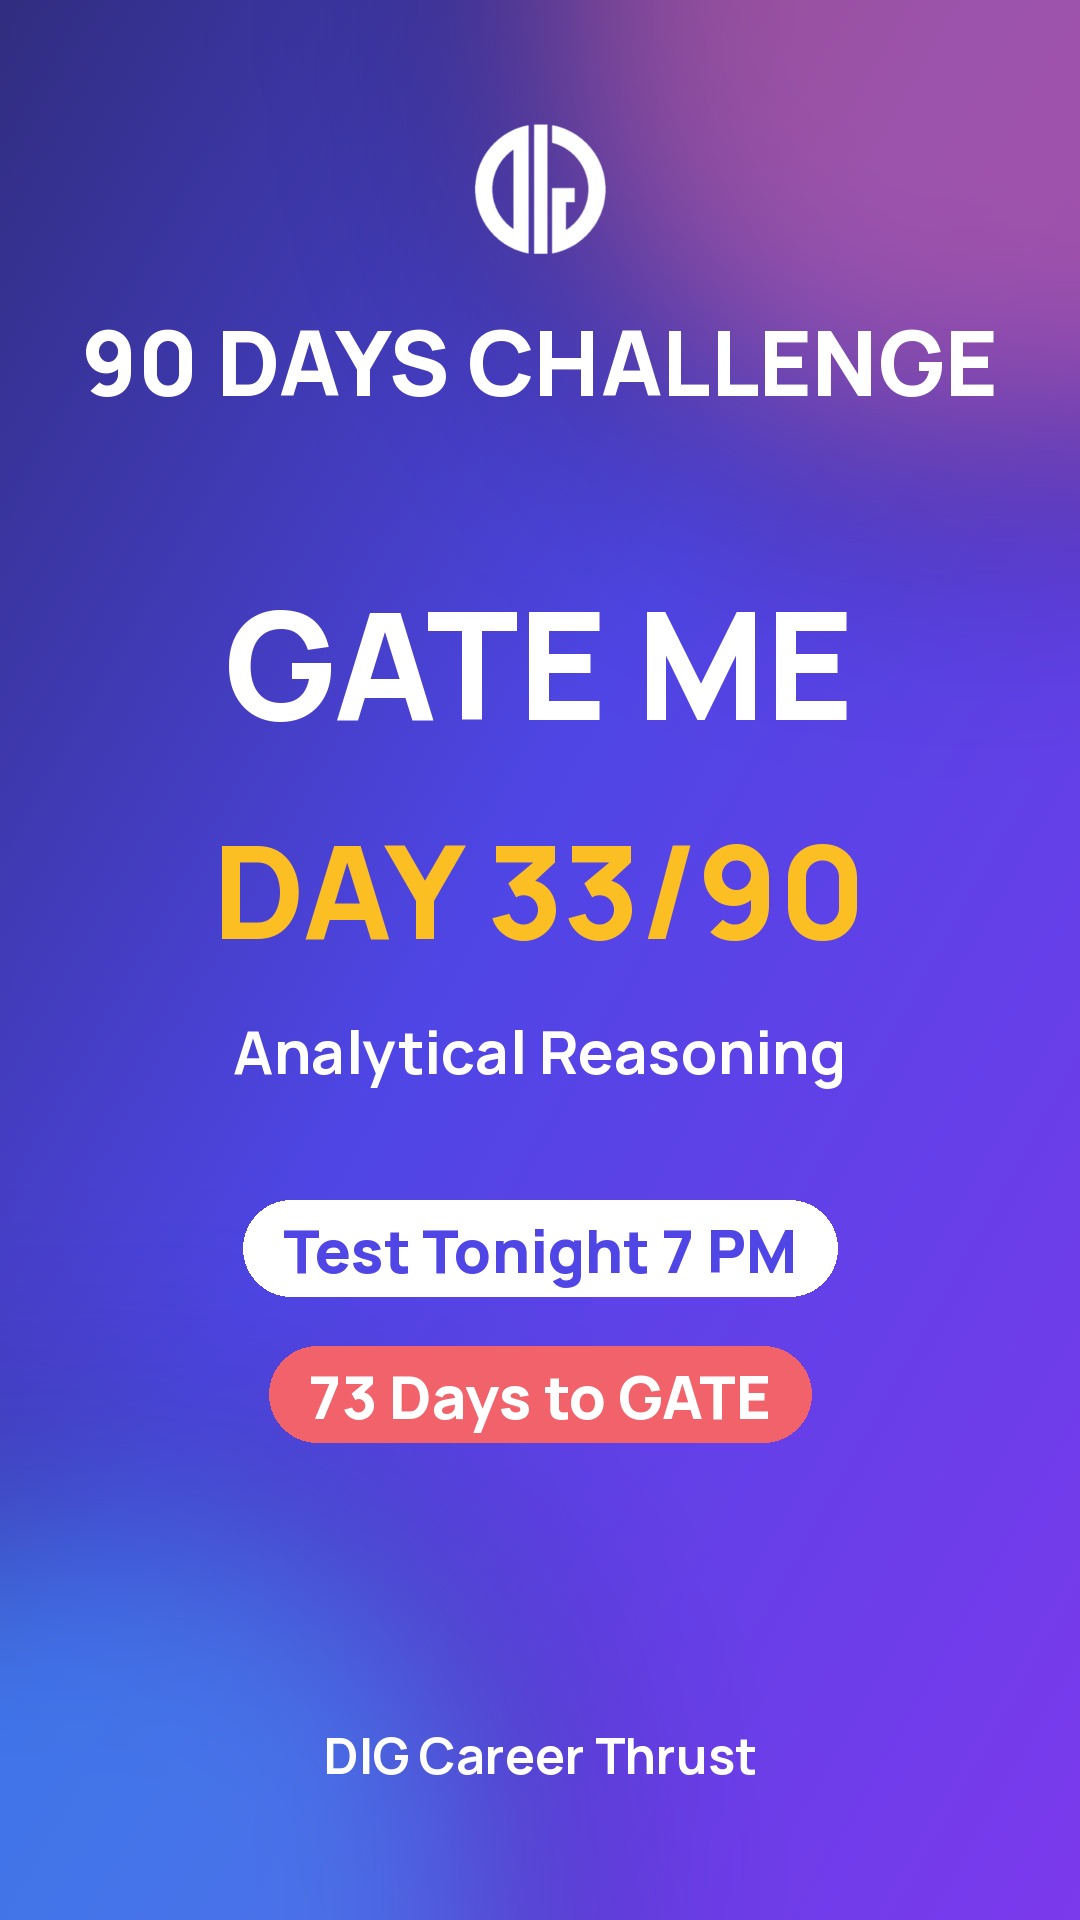 DIG
90 DAYS CHALLENGE
GATE ME
DAY 33/90
Analytical Reasoning
Test Tonight 7 PM
73 Days to GATE
DIG Career Thrust